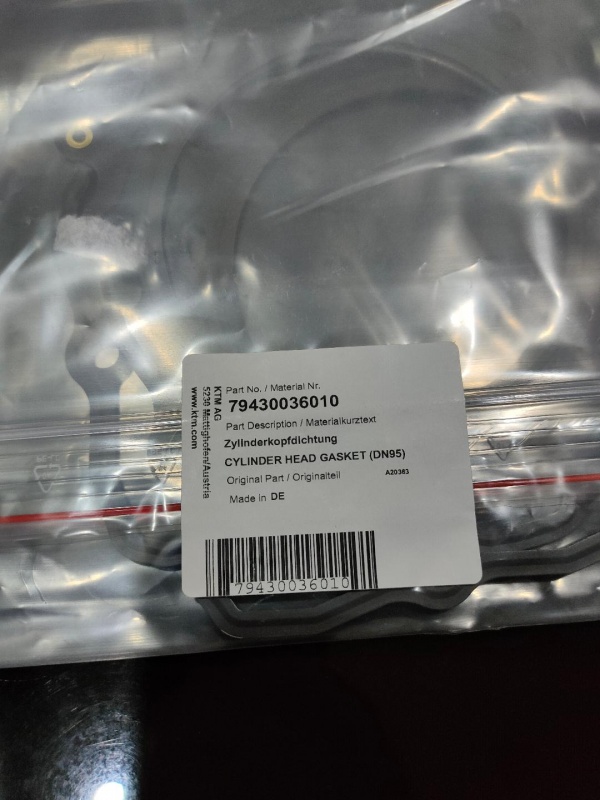 Part No. / Material Nr.
79430036010
Part Description / Materialkurztext
Zylinderkopfdichtung
CYLINDER HEAD GASKET (DN95)
Original Part / Originalteil
A20363
Made in DE
79430036010
KTM AG
5230 Mattighofen/Austria
www.ktm.com